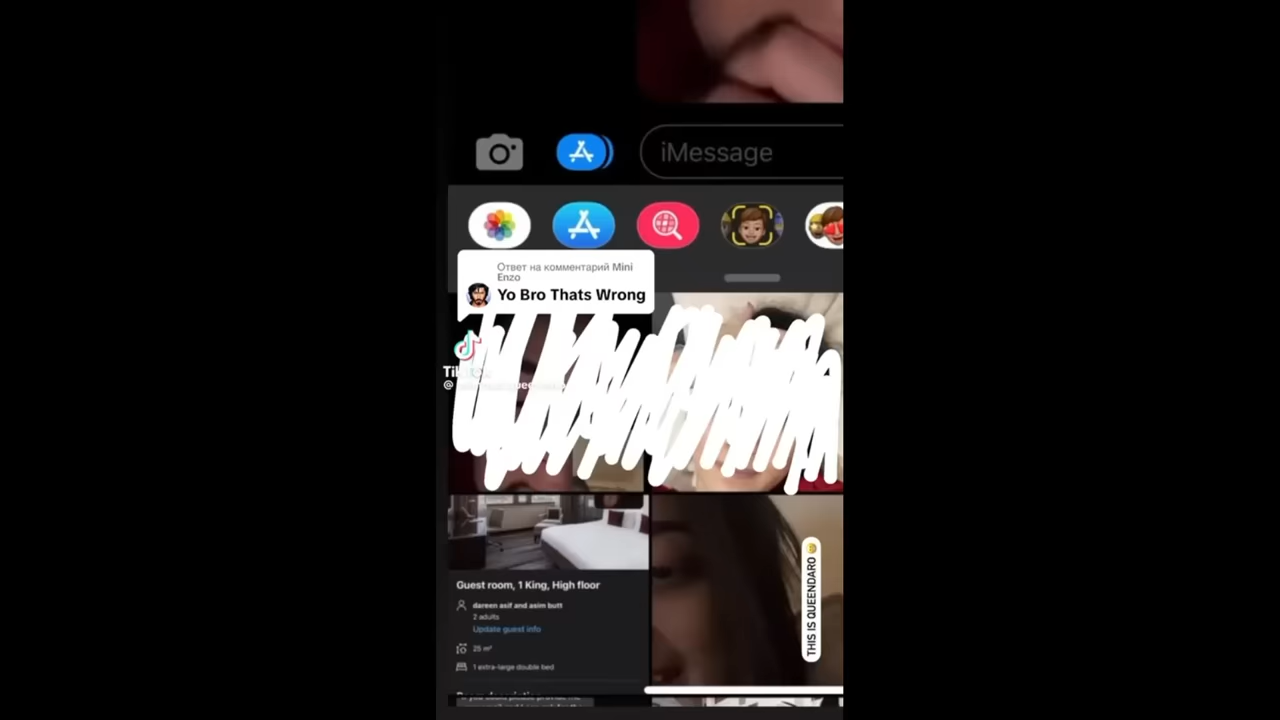 iMessage
Ответ на комментарий Mini
Enzo
Yo Bro Thats Wrong
Guest room, 1 King, High floor
dareen asif and asim butt
2 adults
Update guest info
25 m²
1 extra-large double bed
THIS IS QUEENDARO